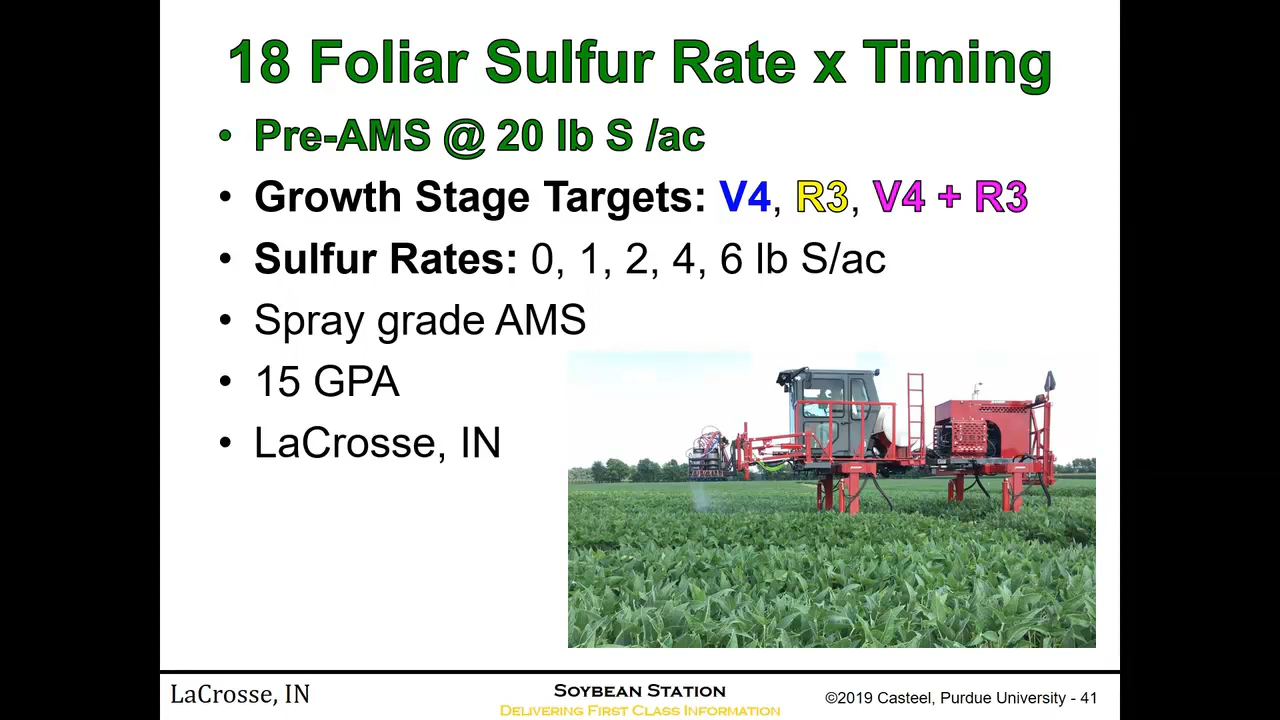 18 Foliar Sulfur Rate x Timing
• Pre-AMS @ 20 lb S /ac
• Growth Stage Targets: V4, R3, V4 + R3
• Sulfur Rates: 0, 1, 2, 4, 6 lb S/ac
• Spray grade AMS
• 15 GPA
• LaCrosse, IN
LaCrosse, IN
SOYBEAN STATION
DELIVERING FIRST CLASS INFORMATION
©2019 Casteel, Purdue University - 41